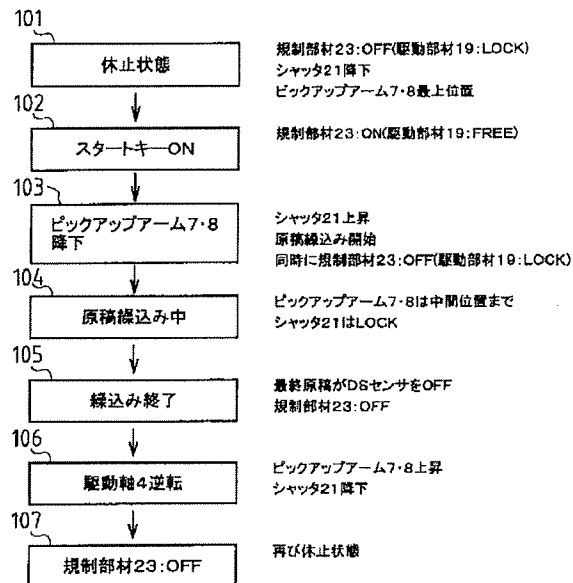 101
休止状態
規制部材23:OFF(駆動部材19:LOCK)
シャッタ21降下
ピックアップアーム7・8最上位置
102
スタートキーON
規制部材23:ON(駆動部材19:FREE)
103
ピックアップアーム7・8
降下
シャッタ21上昇
原稿繰込み開始
同時に規制部材23:OFF(駆動部材19:LOCK)
104
原稿繰込み中
ピックアップアーム7・8は中間位置まで
シャッタ21はLOCK
105
繰込み終了
最終原稿がDSセンサをOFF
規制部材23:OFF
106
駆動軸4逆転
ピックアップアーム7・8上昇
シャッタ21降下
107
規制部材23:OFF
再び休止状態